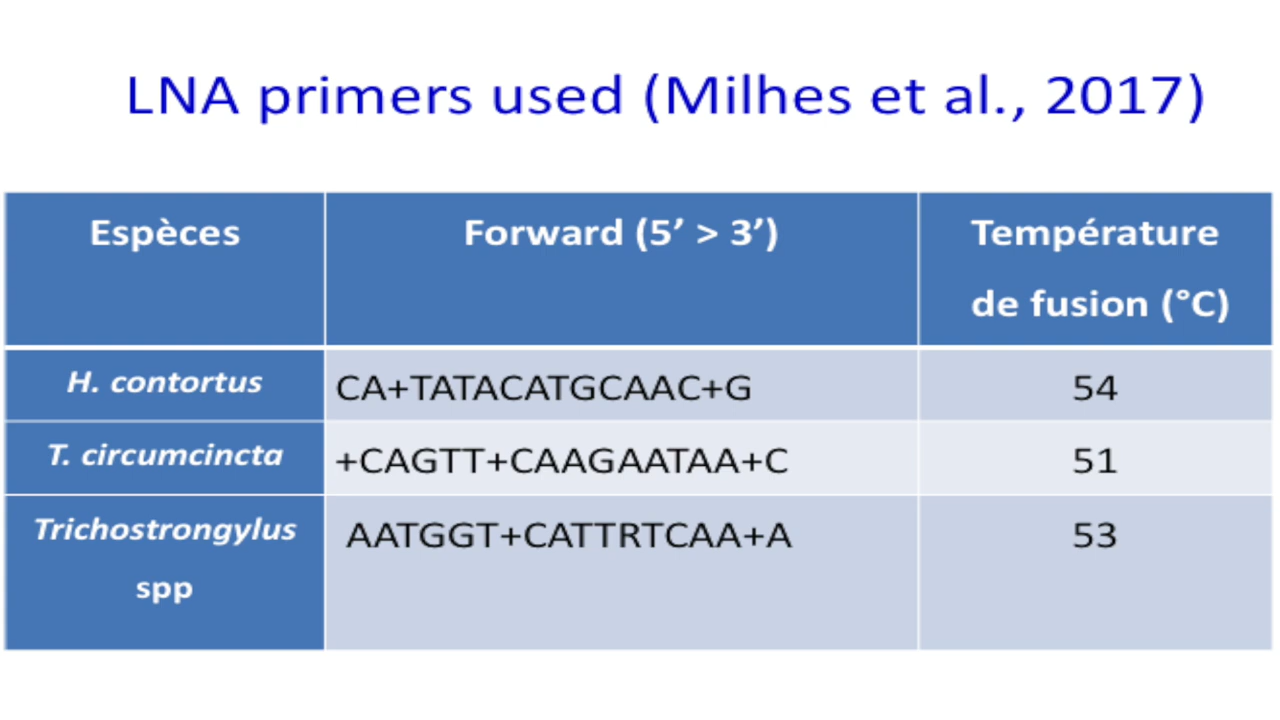 LNA primers used (Milhes et al., 2017)
Espèces
Forward (5’ > 3’)
Température
de fusion (°C)
H. contortus
CA+TATACATGCAAC+G
54
T. circumcincta
+CAGTT+CAAGAATAA+C
51
Trichostrongylus
spp
AATGGT+CATTRTCAA+A
53